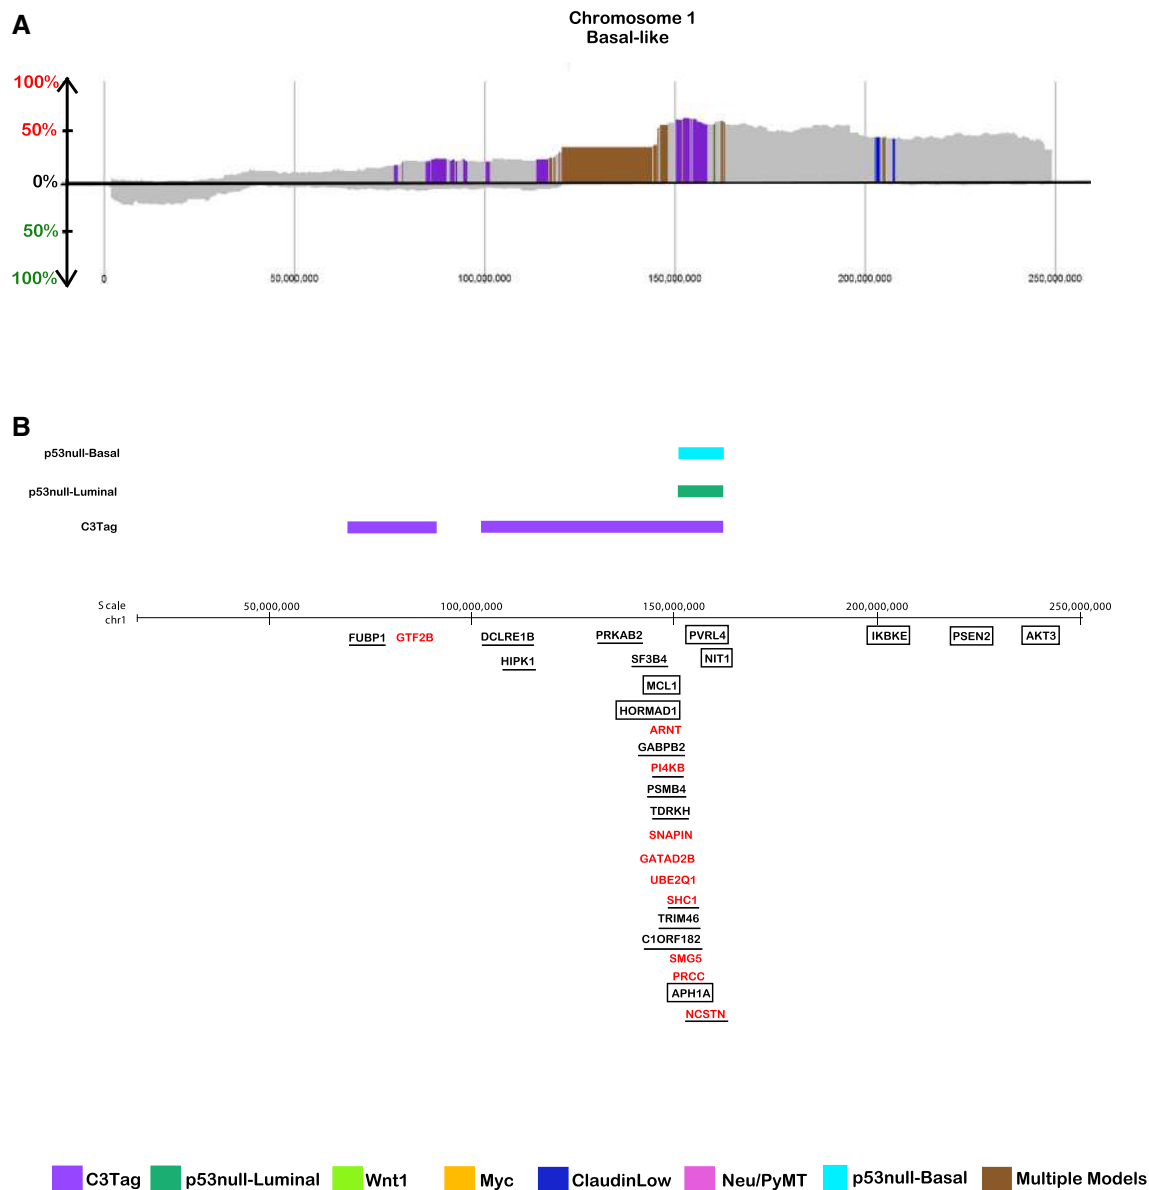 A
Chromosome 1
Basal-like
100%
50%
0%
50%
100%
0
50,000,000
100,000,000
150,000,000
200,000,000
250,000,000
B
p53null-Basal
p53null-Luminal
C3Tag
Scale
chr1
50,000,000
100,000,000
150,000,000
200,000,000
250,000,000
FUBP1
GTF2B
DCLRE1B
PRKAB2
PVRL4
IKBKE
PSEN2
AKT3
HIPK1
SF3B4
NIT1
MCL1
HORMAD1
ARNT
GABPB2
PI4KB
PSMB4
TDRKH
SNAPIN
GATAD2B
UBE2Q1
SHC1
TRIM46
C1ORF182
SMG5
PRCC
APH1A
NCSTN
C3Tag
p53null-Luminal
Wnt1
Myc
ClaudinLow
Neu/PyMT
p53null-Basal
Multiple Models